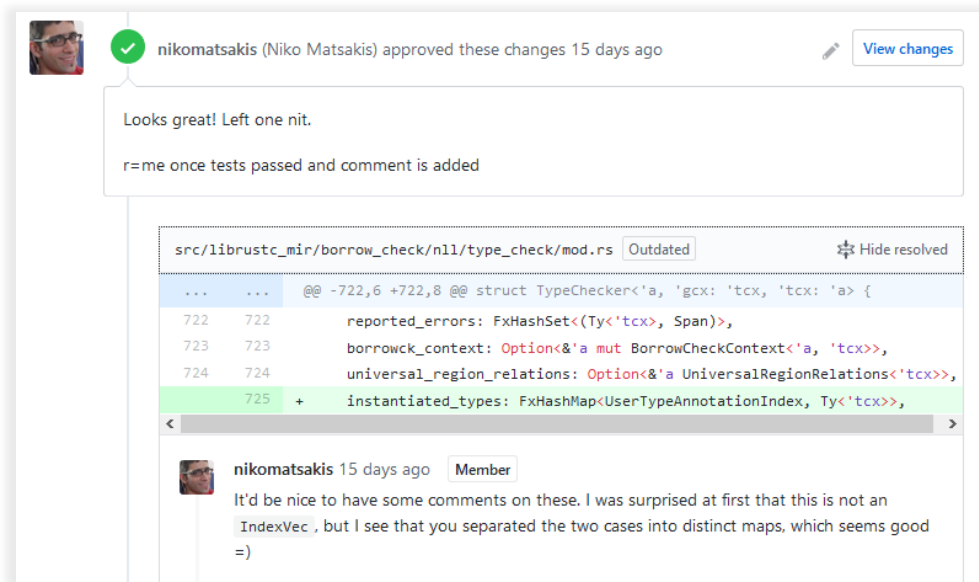 nikomatsakis (Niko Matsakis) approved these changes 15 days ago View changes
Looks great! Left one nit.
r=me once tests passed and comment is added
src/librustc_mir/borrow_check/nll/type_check/mod.rs Outdated Hide resolved
... ... @@ -722,6 +722,8 @@ struct TypeChecker<'a, 'gcx: 'tcx, 'tcx: 'a> {
722 722 reported_errors: FxHashSet<(Ty<'tcx>, Span)>,
723 723 borrowck_context: Option<&'a mut BorrowCheckContext<'a, 'tcx>>,
724 724 universal_region_relations: Option<&'a UniversalRegionRelations<'tcx>>,
725 + instantiated_types: FxHashMap<UserTypeAnnotationIndex, Ty<'tcx>>,
nikomatsakis 15 days ago Member
It'd be nice to have some comments on these. I was surprised at first that this is not an
IndexVec, but I see that you separated the two cases into distinct maps, which seems good
=)